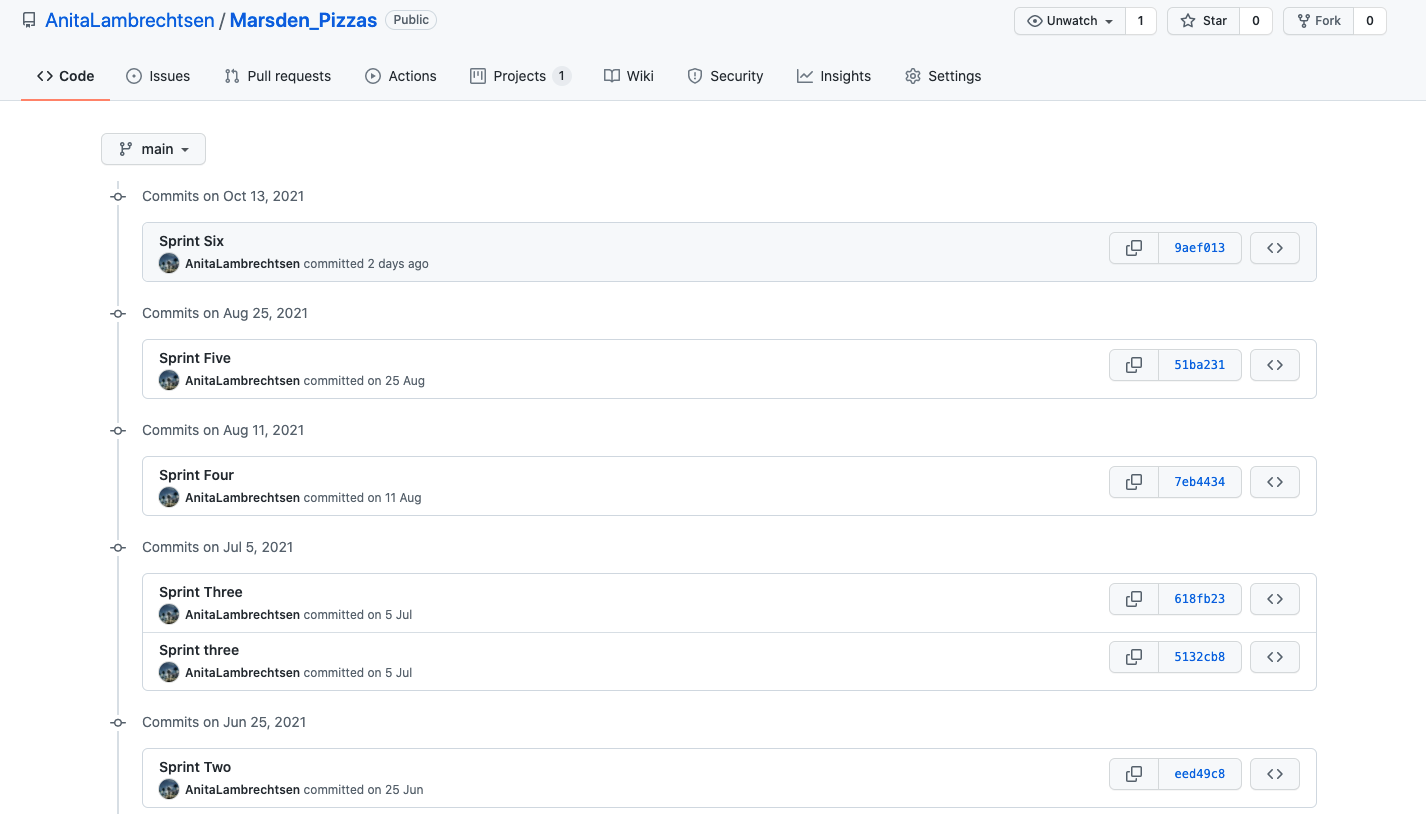 AnitaLambrechtsen / Marsden_Pizzas Public Unwatch 1 Star 0 Fork 0
Code Issues Pull requests Actions Projects 1 Wiki Security Insights Settings
main
Commits on Oct 13, 2021
Sprint Six
9aef013
AnitaLambrechtsen committed 2 days ago
Commits on Aug 25, 2021
Sprint Five
51ba231
AnitaLambrechtsen committed on 25 Aug
Commits on Aug 11, 2021
Sprint Four
7eb4434
AnitaLambrechtsen committed on 11 Aug
Commits on Jul 5, 2021
Sprint Three
618fb23
AnitaLambrechtsen committed on 5 Jul
Sprint three
5132cb8
AnitaLambrechtsen committed on 5 Jul
Commits on Jun 25, 2021
Sprint Two
eed49c8
AnitaLambrechtsen committed on 25 Jun